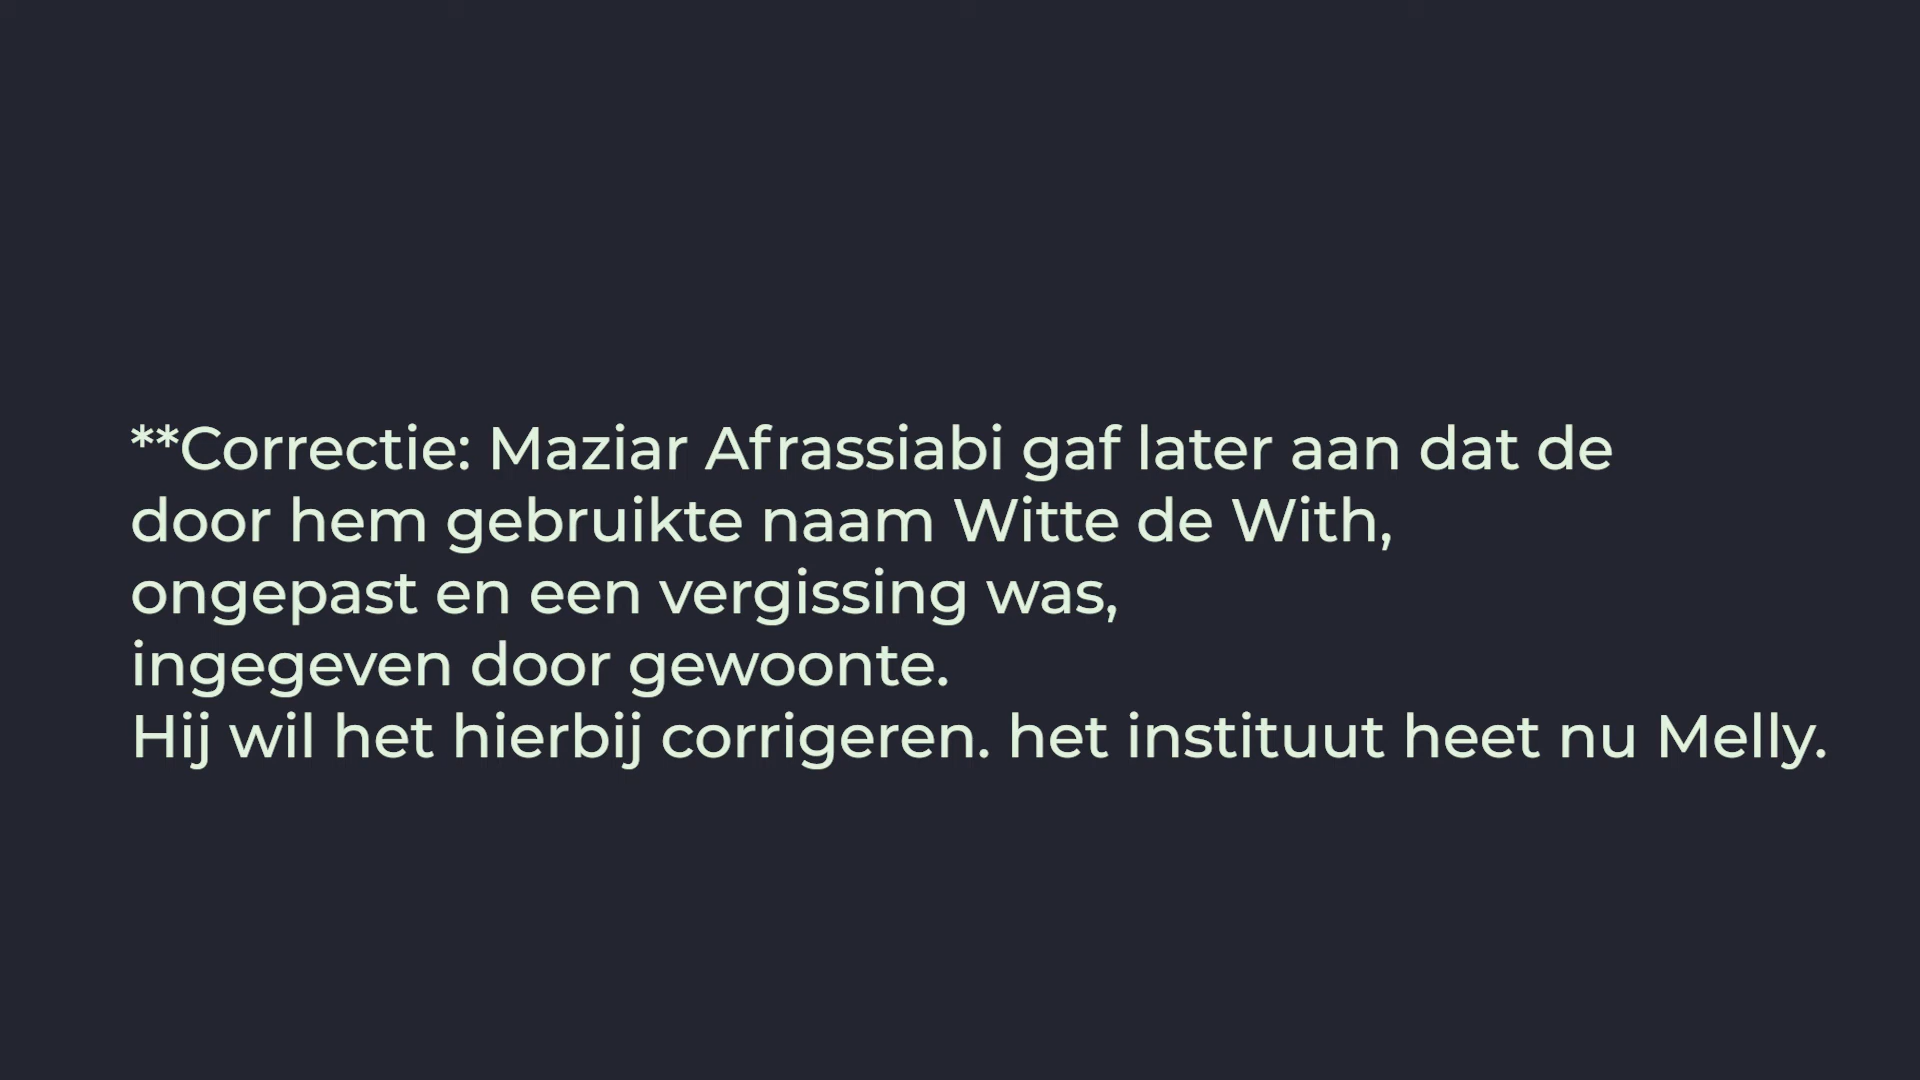 **Correctie: Maziar Afrassiabi gaf later aan dat de
door hem gebruikte naam Witte de With,
ongepast en een vergissing was,
ingegeven door gewoonte.
Hij wil het hierbij corrigeren. het instituut heet nu Melly.